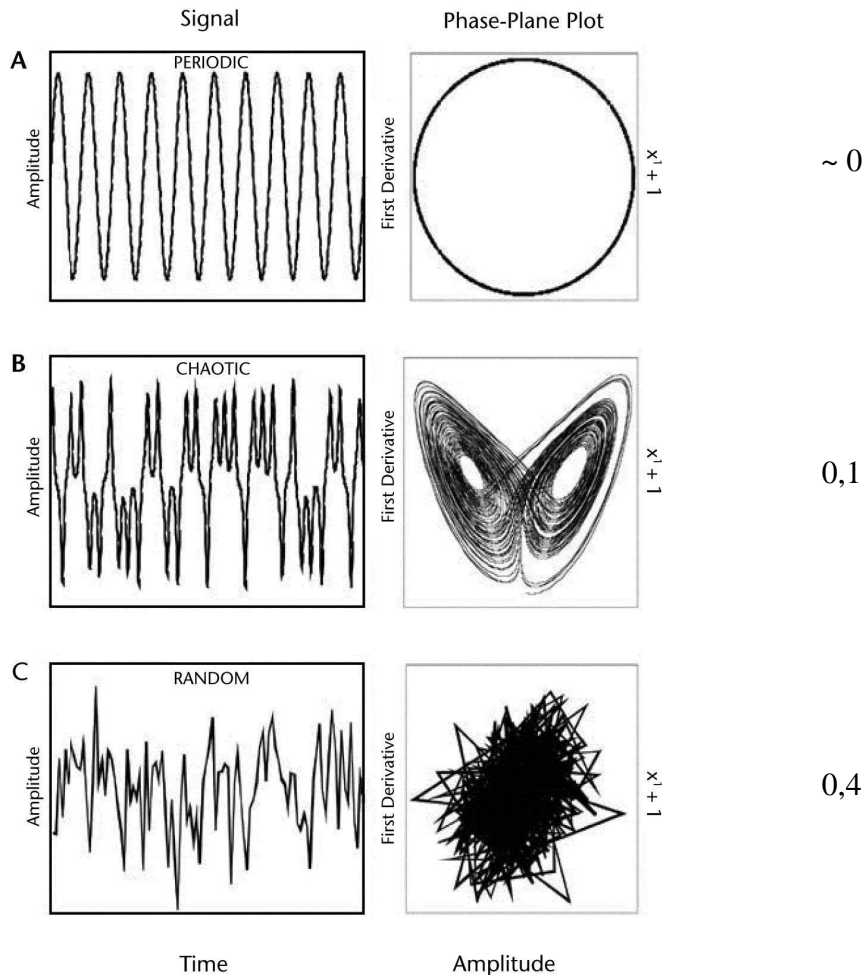 Signal
Phase-Plane Plot
A
PERIODIC
Amplitude
First Derivative
x¹ + 1
~ 0
B
CHAOTIC
Amplitude
First Derivative
x¹ + 1
0,1
C
RANDOM
Amplitude
First Derivative
x¹ + 1
0,4
Time
Amplitude